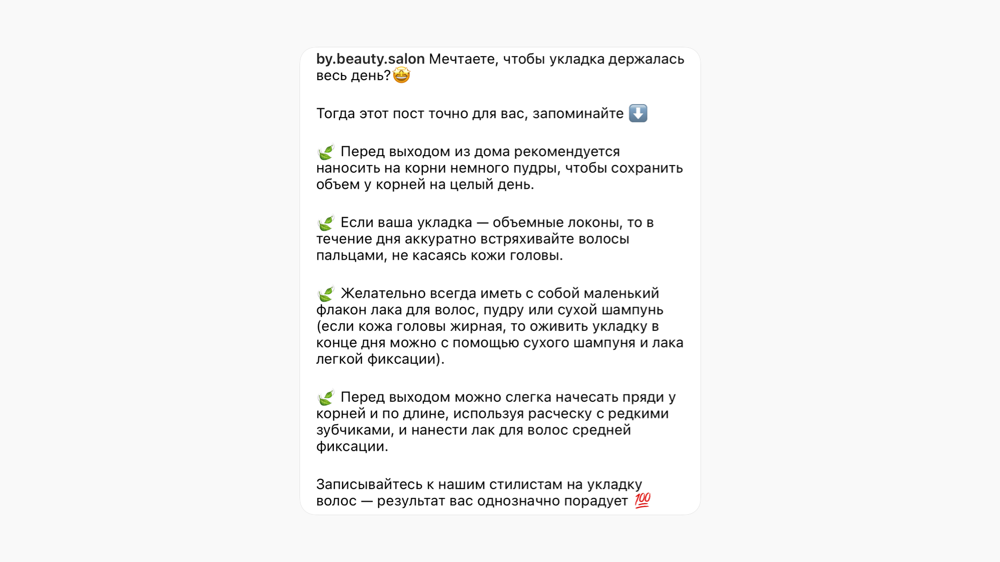 by.beauty.salon Мечтаете, чтобы укладка держалась
весь день?🤩
Тогда этот пост точно для вас, запоминайте ⬇️
🍃 Перед выходом из дома рекомендуется
наносить на корни немного пудры, чтобы сохранить
объем у корней на целый день.
🍃 Если ваша укладка — объемные локоны, то в
течение дня аккуратно встряхивайте волосы
пальцами, не касаясь кожи головы.
🍃 Желательно всегда иметь с собой маленький
флакон лака для волос, пудру или сухой шампунь
(если кожа головы жирная, то оживить укладку в
конце дня можно с помощью сухого шампуня и лака
легкой фиксации).
🍃 Перед выходом можно слегка начесать пряди у
корней и по длине, используя расческу с редкими
зубчиками, и нанести лак для волос средней
фиксации.
Записывайтесь к нашим стилистам на укладку
волос — результат вас однозначно порадует 💯